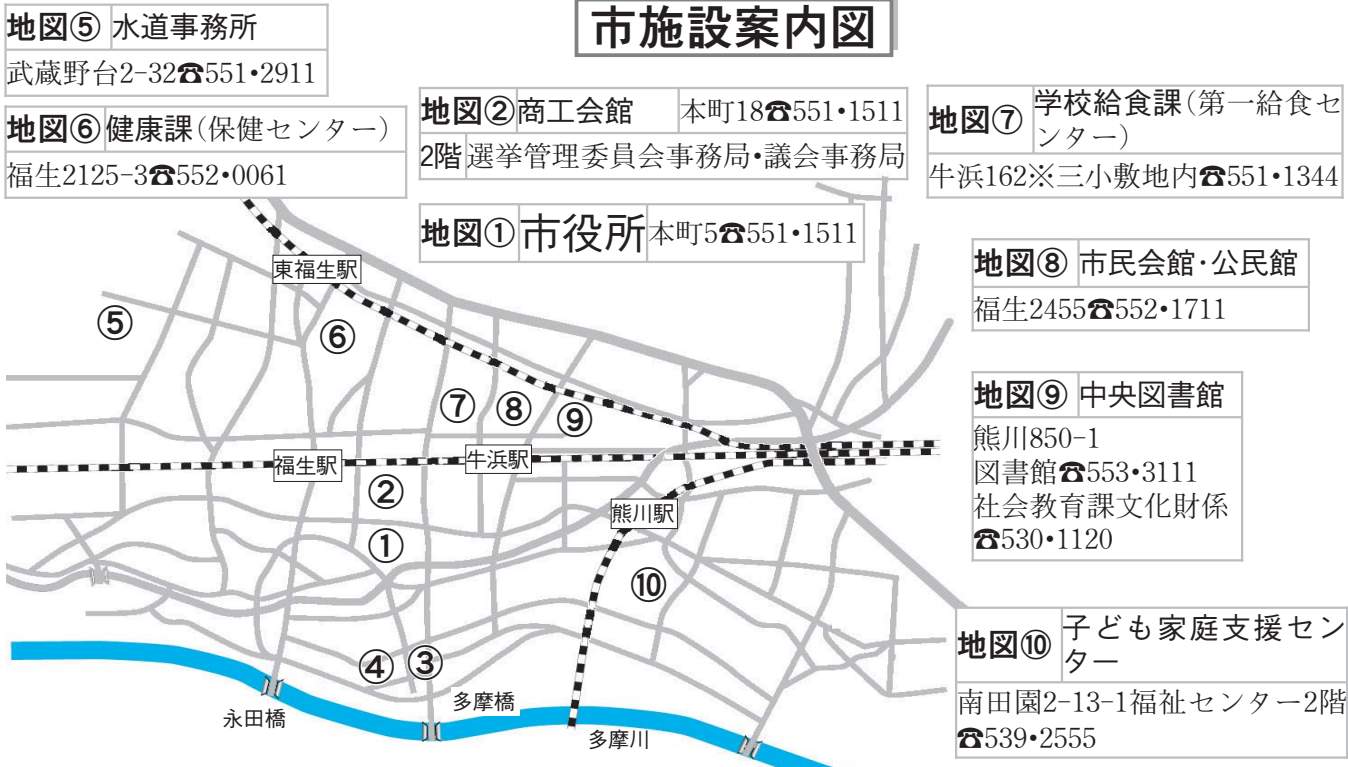 市施設案内図
地図⑤ 水道事務所
武蔵野台2-32☎551•2911
地図⑥ 健康課(保健センター)
福生2125-3☎552•0061
地図② 商工会館 本町18☎551•1511
2階 選挙管理委員会事務局•議会事務局
地図① 市役所 本町5☎551•1511
地図⑦ 学校給食課(第一給食セ
ンター)
牛浜162※三小敷地内☎551•1344
地図⑧ 市民会館･公民館
福生2455☎552•1711
地図⑨ 中央図書館
熊川850-1
図書館☎553•3111
社会教育課文化財係
☎530•1120
地図⑩ 子ども家庭支援セン
ター
南田園2-13-1福祉センター2階
☎539•2555
東福生駅
⑤
⑥
⑦
⑧
⑨
福生駅
牛浜駅
②
熊川駅
①
⑩
④
③
永田橋
多摩橋
多摩川